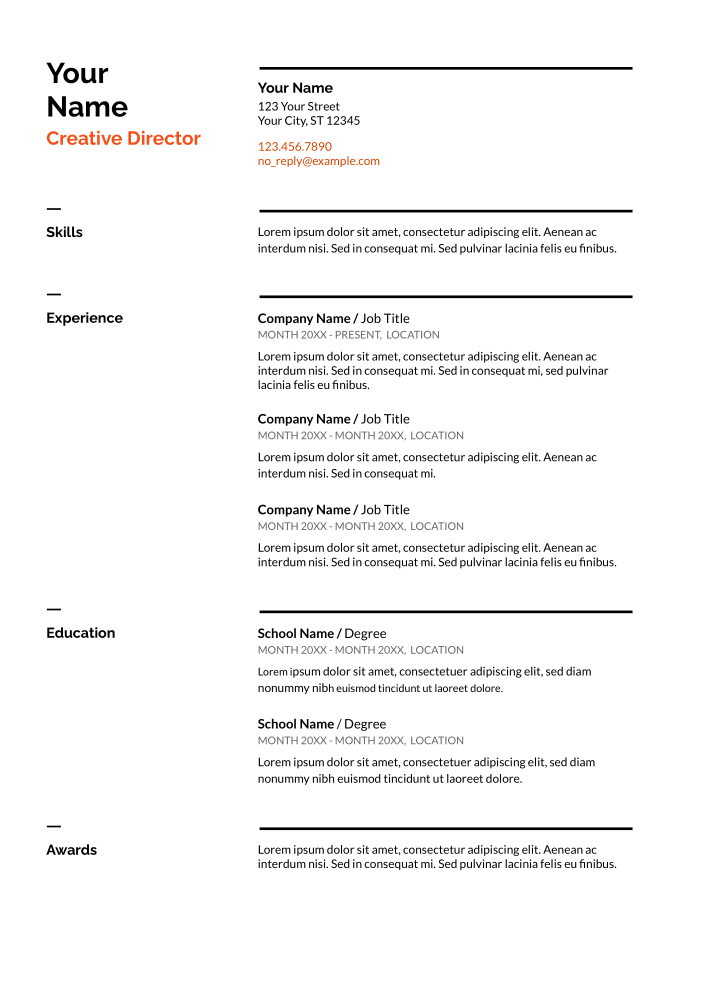 Your
Name
Creative Director
Your Name
123 Your Street
Your City, ST 12345
123.456.7890
no_reply@example.com
—
Skills
Lorem ipsum dolor sit amet, consectetur adipiscing elit. Aenean ac
interdum nisi. Sed in consequat mi. Sed pulvinar lacinia felis eu finibus.
—
Experience
Company Name / Job Title
MONTH 20XX - PRESENT, LOCATION
Lorem ipsum dolor sit amet, consectetur adipiscing elit. Aenean ac
interdum nisi. Sed in consequat mi. Sed in consequat mi, sed pulvinar
lacinia felis eu finibus.
Company Name / Job Title
MONTH 20XX - MONTH 20XX, LOCATION
Lorem ipsum dolor sit amet, consectetur adipiscing elit. Aenean ac
interdum nisi. Sed in consequat mi.
Company Name / Job Title
MONTH 20XX - MONTH 20XX, LOCATION
Lorem ipsum dolor sit amet, consectetur adipiscing elit. Aenean ac
interdum nisi. Sed in consequat mi. Sed pulvinar lacinia felis eu finibus.
—
Education
School Name / Degree
MONTH 20XX - MONTH 20XX, LOCATION
Lorem ipsum dolor sit amet, consectetuer adipiscing elit, sed diam
nonummy nibh euismod tincidunt ut laoreet dolore.
School Name / Degree
MONTH 20XX - MONTH 20XX, LOCATION
Lorem ipsum dolor sit amet, consectetuer adipiscing elit, sed diam
nonummy nibh euismod tincidunt ut laoreet dolore.
—
Awards
Lorem ipsum dolor sit amet, consectetur adipiscing elit. Aenean ac
interdum nisi. Sed in consequat mi. Sed pulvinar lacinia felis eu finibus.